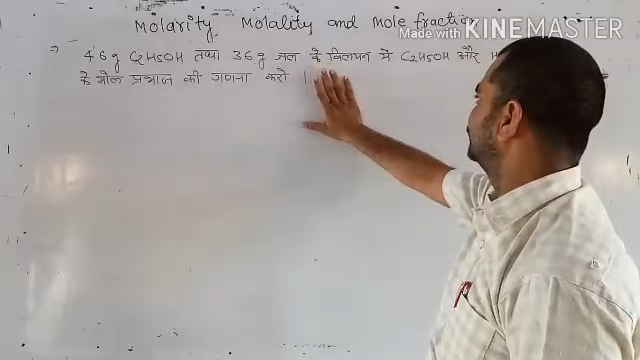 Molarity Molality and Mole fraction
Made with KINEMASTER
→ 46g C2H5OH तथा 36g जल के विलयन में C2H5OH और H
के मोल प्रभाज की गणना करो ।